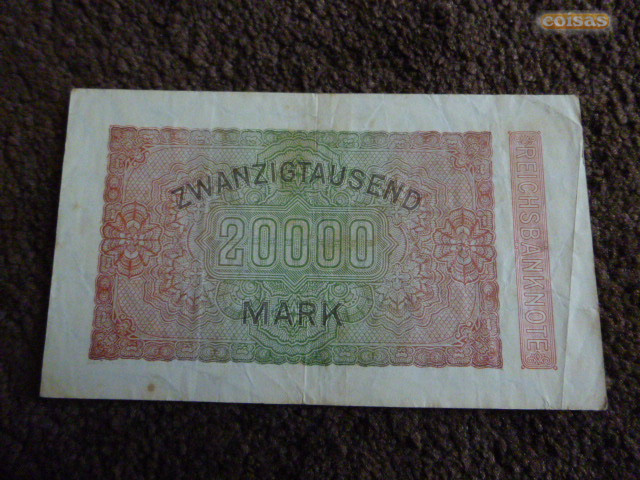 coisas
ZWANZIGTAUSEND
20000
MARK
REICHSBANKNOTE